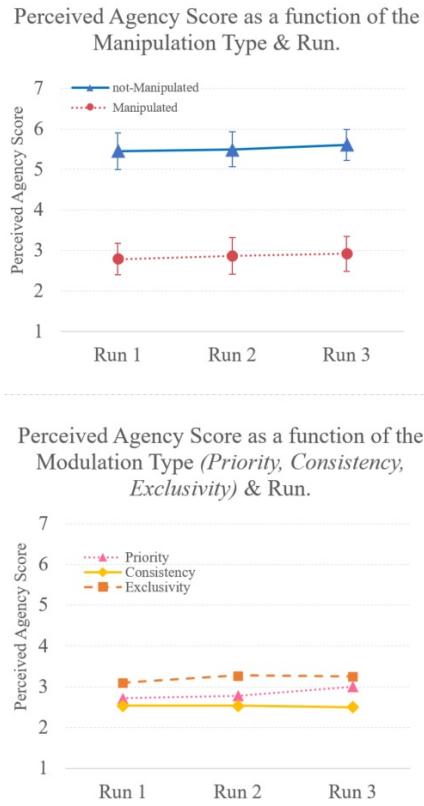 Perceived Agency Score as a function of the
Manipulation Type & Run.
7
6
5
4
3
2
1
Perceived Agency Score
not-Manipulated
Manipulated
Run 1 Run 2 Run 3
Perceived Agency Score as a function of the
Modulation Type (Priority, Consistency,
Exclusivity) & Run.
7
6
5
4
3
2
1
Perceived Agency Score
Priority
Consistency
Exclusivity
Run 1 Run 2 Run 3